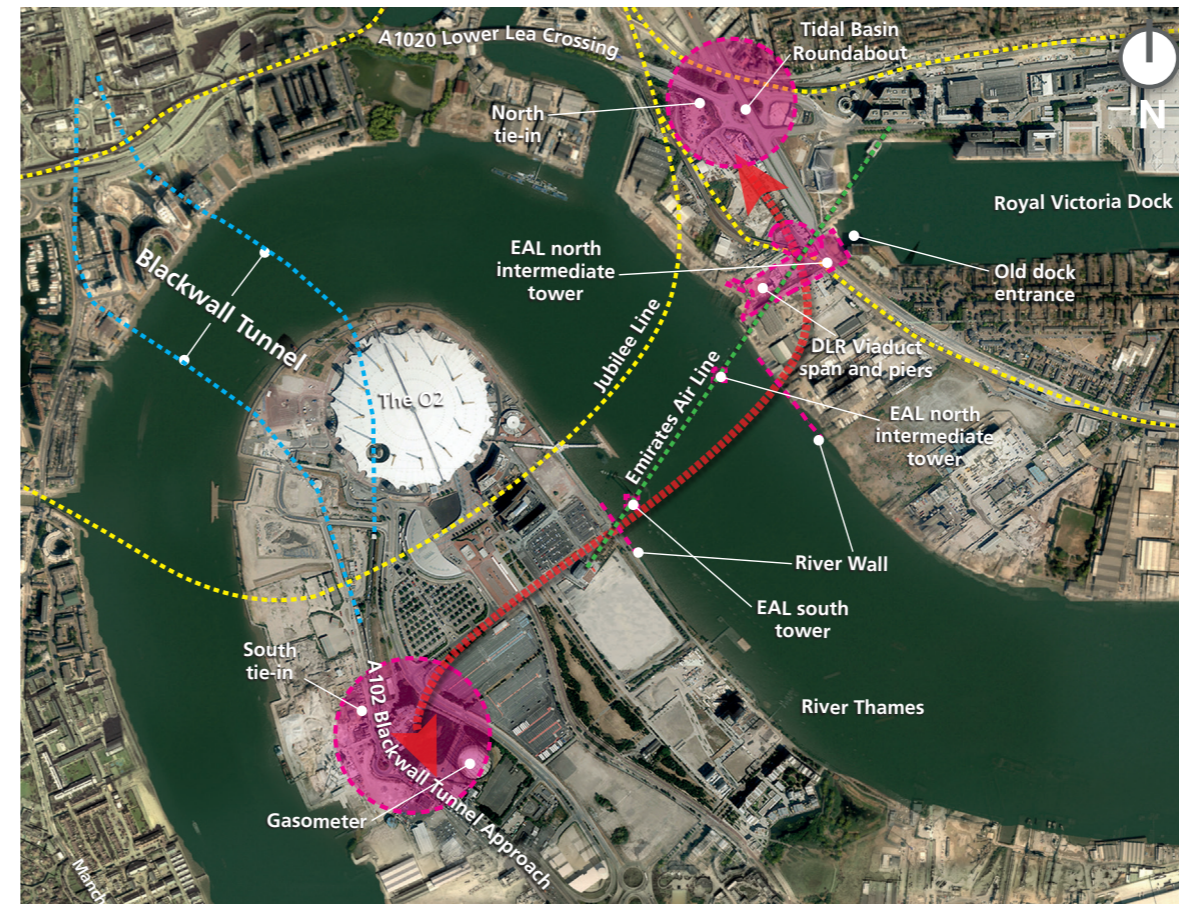 A1020 Lower Lea Crossing
Tidal Basin
Roundabout
North
tie-in
N
Royal Victoria Dock
EAL north
intermediate
tower
Old dock
entrance
Blackwall Tunnel
Jubilee Line
DLR Viaduct
span and piers
The O2
Emirates Air Line
EAL north
intermediate
tower
River Wall
EAL south
tower
South
tie-in
A102 Blackwall Tunnel Approach
River Thames
Gasometer
Manch